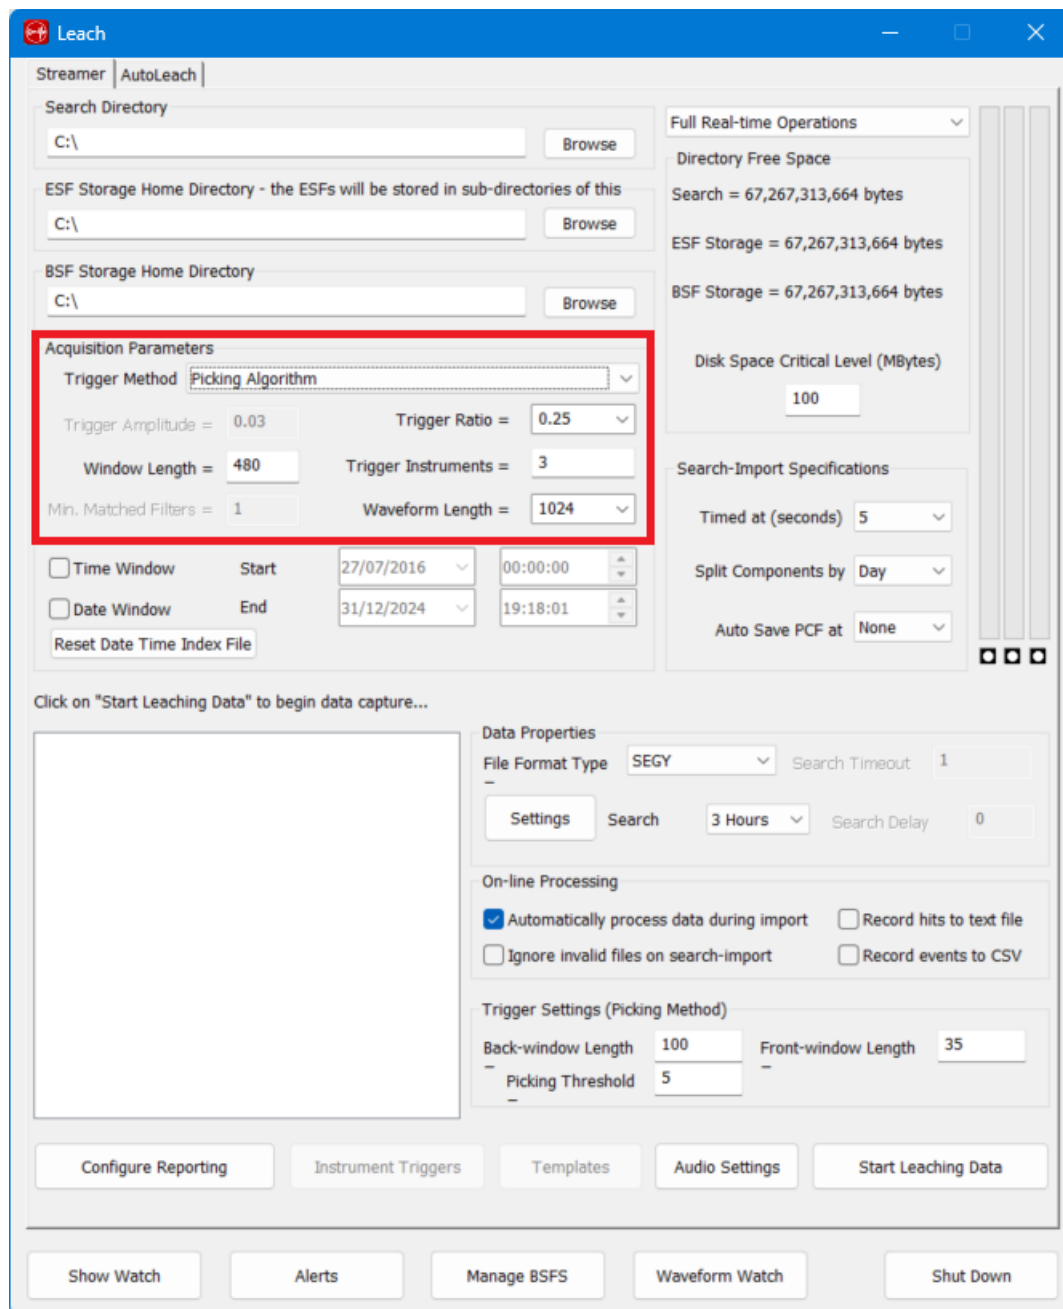 Leach
Streamer AutoLeach
Search Directory
C:\ Browse
ESF Storage Home Directory - the ESFs will be stored in sub-directories of this
C:\ Browse
BSF Storage Home Directory
C:\ Browse
Full Real-time Operations
Directory Free Space
Search = 67,267,313,664 bytes
ESF Storage = 67,267,313,664 bytes
BSF Storage = 67,267,313,664 bytes
Disk Space Critical Level (MBytes)
100
Acquisition Parameters
Trigger Method Picking Algorithm
Trigger Amplitude = 0.03 Trigger Ratio = 0.25
Window Length = 480 Trigger Instruments = 3
Min. Matched Filters = 1 Waveform Length = 1024
Time Window Start 27/07/2016 00:00:00
Date Window End 31/12/2024 19:18:01
Reset Date Time Index File
Search-Import Specifications
Timed at (seconds) 5
Split Components by Day
Auto Save PCF at None
Click on "Start Leaching Data" to begin data capture...
Data Properties
File Format Type SEGY Search Timeout 1
Settings Search 3 Hours Search Delay 0
On-line Processing
Automatically process data during import Record hits to text file
Ignore invalid files on search-import Record events to CSV
Trigger Settings (Picking Method)
Back-window Length 100 Front-window Length 35
Picking Threshold 5
Configure Reporting Instrument Triggers Templates Audio Settings Start Leaching Data
Show Watch Alerts Manage BSFS Waveform Watch Shut Down